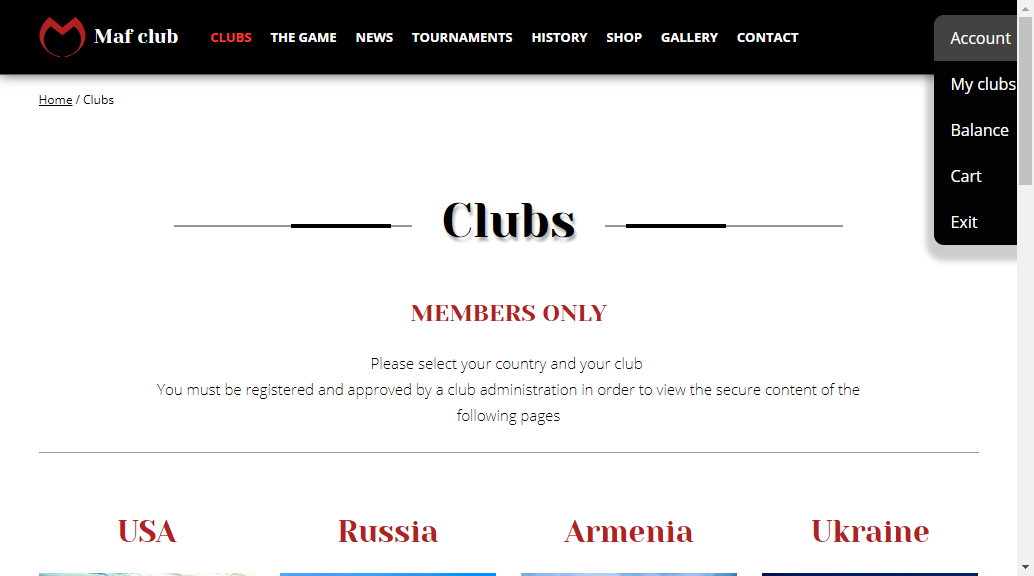 Maf club
CLUBS THE GAME NEWS TOURNAMENTS HISTORY SHOP GALLERY CONTACT
Account
My clubs
Balance
Cart
Exit
Home / Clubs
Clubs
MEMBERS ONLY
Please select your country and your club
You must be registered and approved by a club administration in order to view the secure content of the
following pages
USA Russia Armenia Ukraine